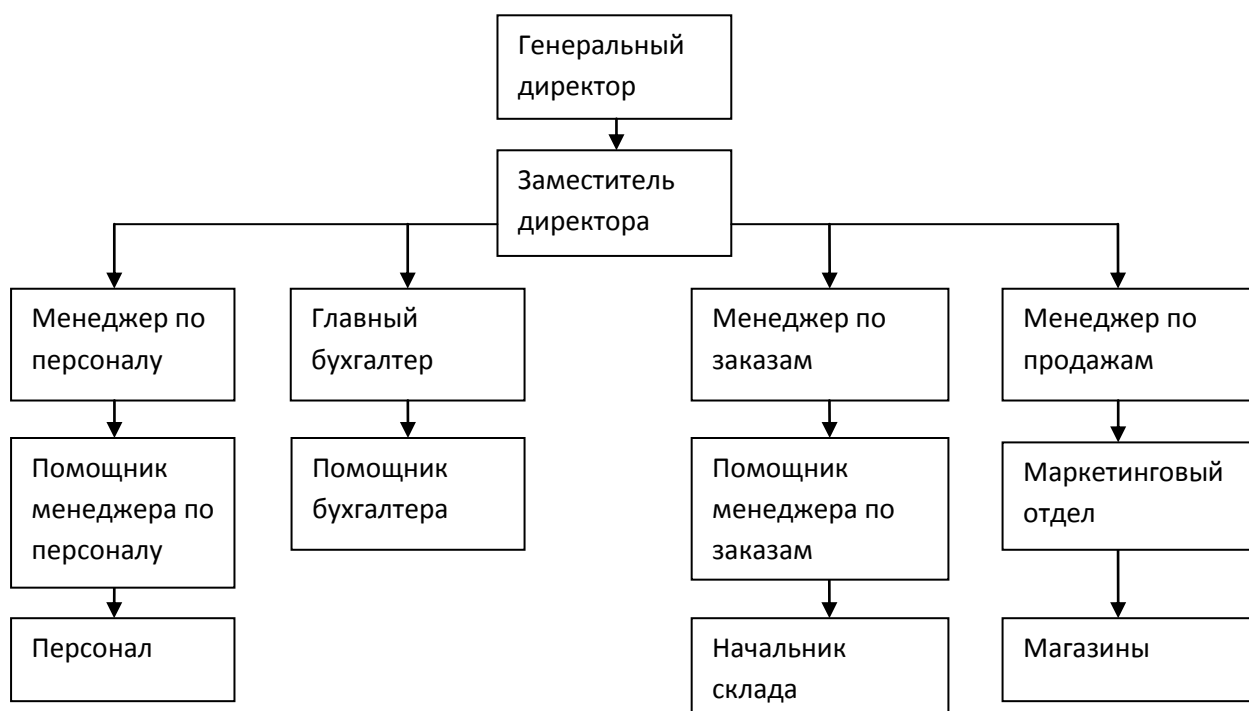 Генеральный
директор
Заместитель
директора
Менеджер по
персоналу
Главный
бухгалтер
Менеджер по
заказам
Менеджер по
продажам
Помощник
менеджера по
персоналу
Помощник
бухгалтера
Помощник
менеджера по
заказам
Маркетинговый
отдел
Персонал
Начальник
склада
Магазины